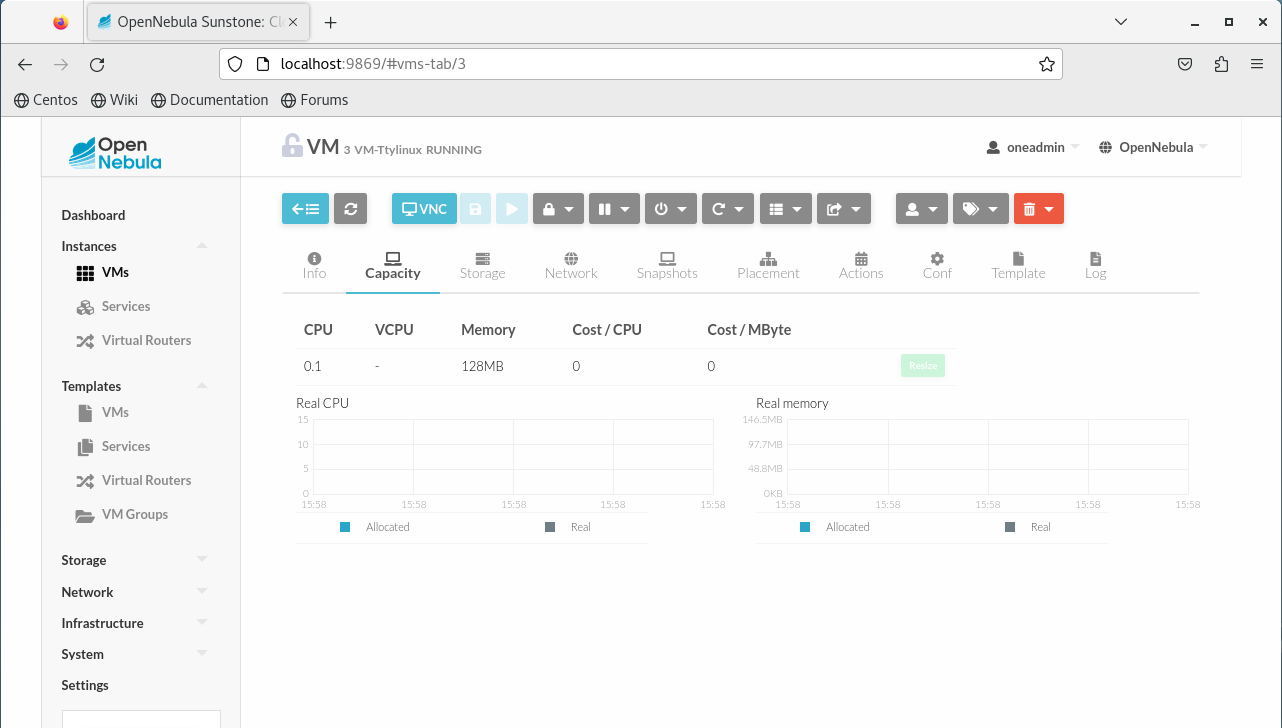 OpenNebula Sunstone: Cl
localhost:9869/#vms-tab/3
Centos Wiki Documentation Forums
Open Nebula
VM 3 VM-Ttylinux RUNNING
oneadmin OpenNebula
Dashboard
Instances
VMs
Services
Virtual Routers
Templates
VMs
Services
Virtual Routers
VM Groups
Storage
Network
Infrastructure
System
Settings
VNC
Info Capacity Storage Network Snapshots Placement Actions Conf Template Log
CPU VCPU Memory Cost / CPU Cost / MByte
0.1 - 128MB 0 0 Resize
Real CPU
15
10
5
0
15:58 15:58 15:58 15:58 15:58
Allocated Real
Real memory
146.5MB
97.7MB
48.8MB
0KB
15:58 15:58 15:58 15:58 15:58
Allocated Real